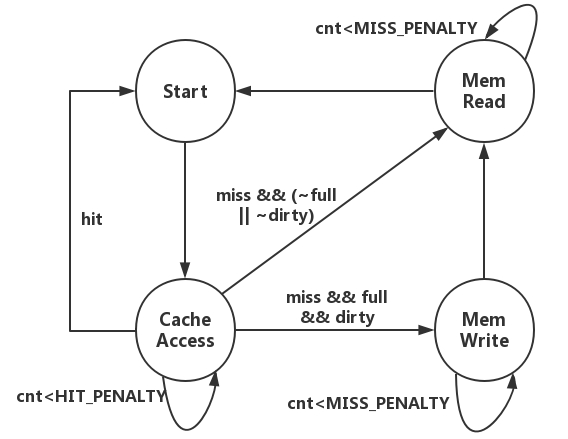 cnt<MISS_PENALTY
Start
Mem
Read
miss && (~full
|| ~dirty)
hit
miss && full
&& dirty
Cache
Access
Mem
Write
cnt<HIT_PENALTY
cnt<MISS_PENALTY